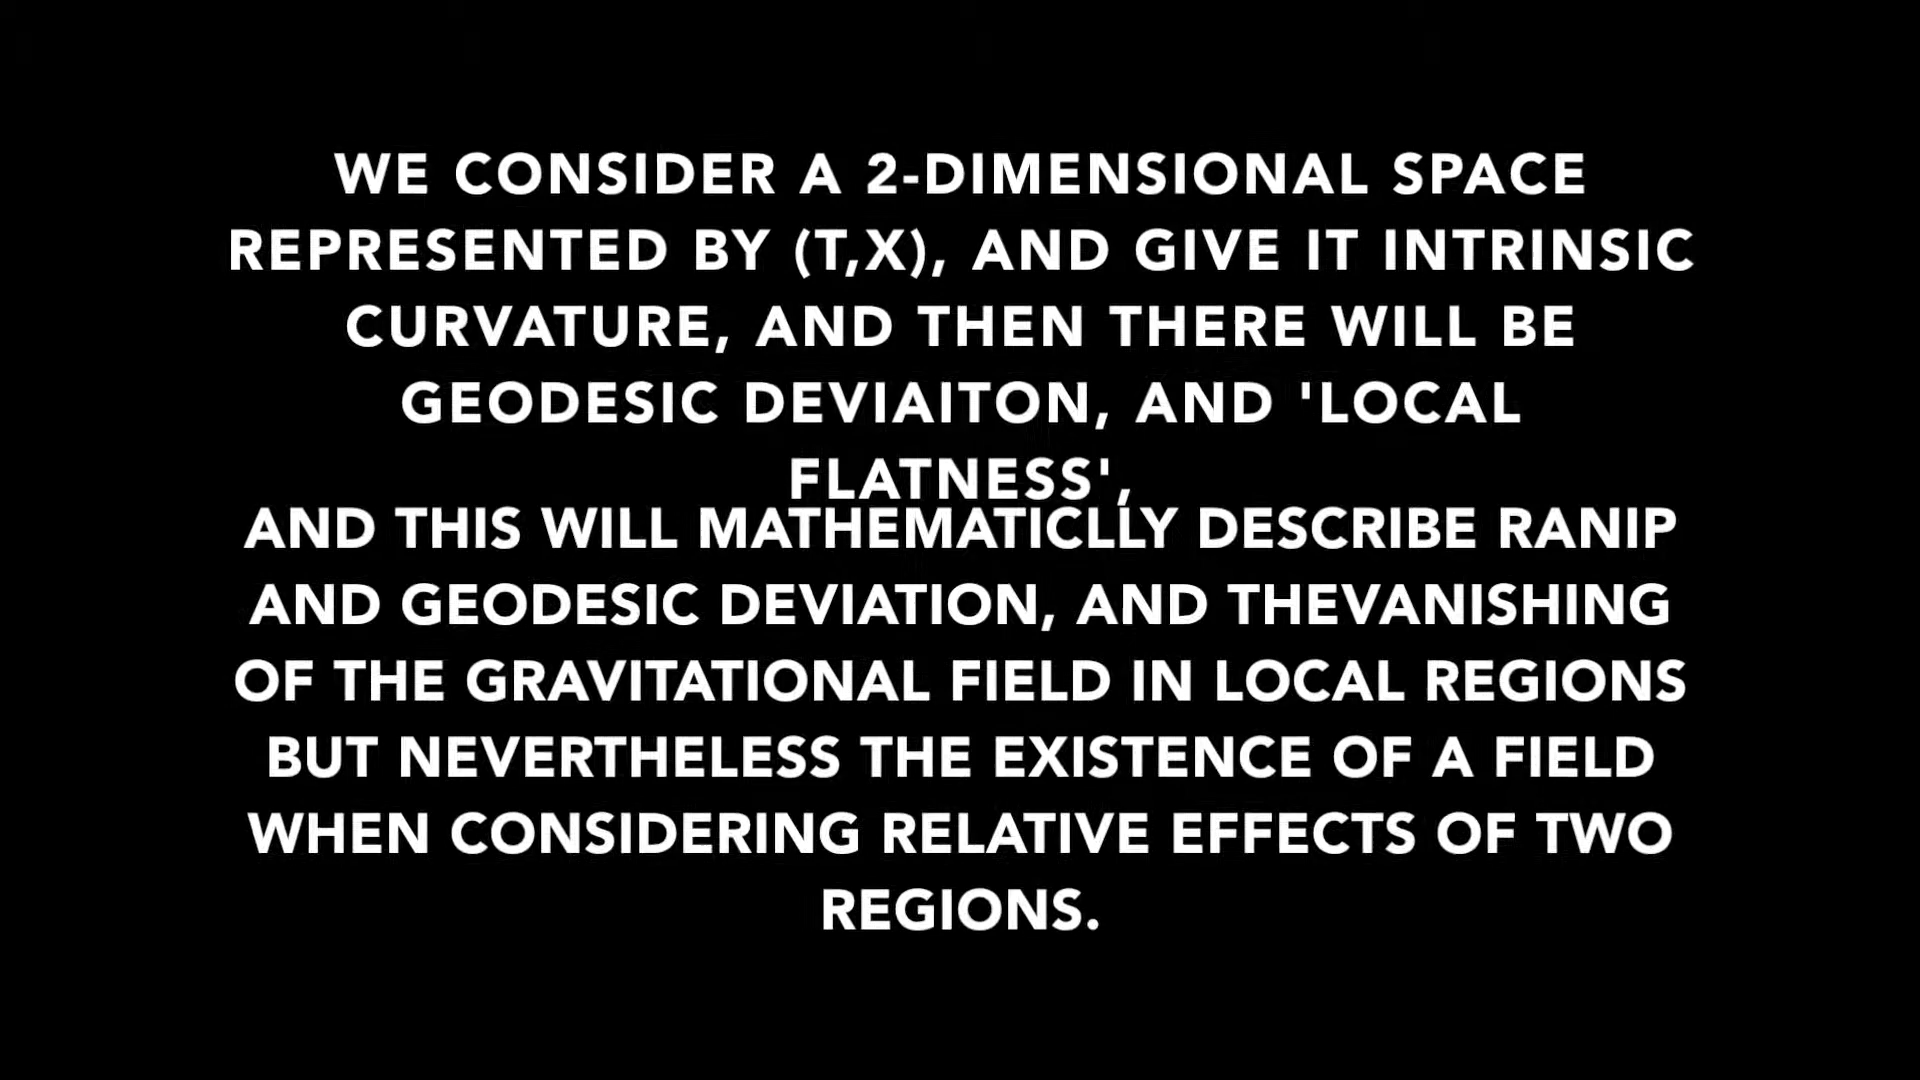 WE CONSIDER A 2-DIMENSIONAL SPACE
REPRESENTED BY (T,X), AND GIVE IT INTRINSIC
CURVATURE, AND THEN THERE WILL BE
GEODESIC DEVIAITON, AND 'LOCAL
FLATNESS',
AND THIS WILL MATHEMATICLLY DESCRIBE RANIP
AND GEODESIC DEVIATION, AND THEVANISHING
OF THE GRAVITATIONAL FIELD IN LOCAL REGIONS
BUT NEVERTHELESS THE EXISTENCE OF A FIELD
WHEN CONSIDERING RELATIVE EFFECTS OF TWO
REGIONS.